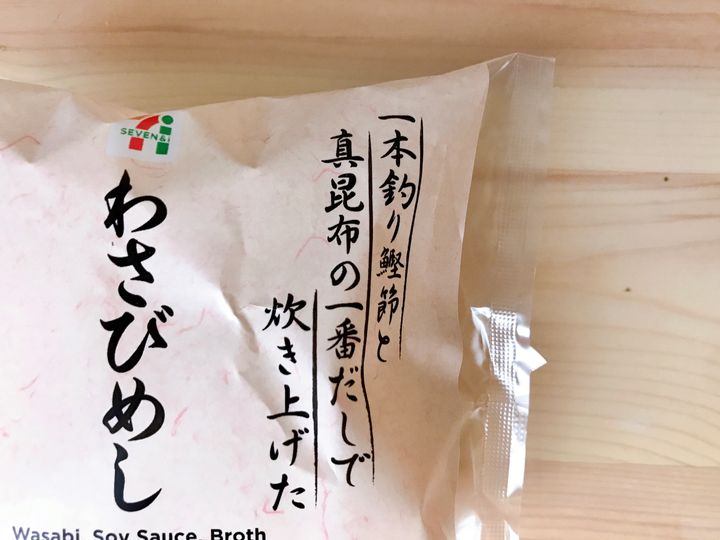 一本釣り鰹節と
真昆布の一番だしで
炊き上げた
SEVEN&i
わさびめし
Wasabi, Soy Sauce, Broth